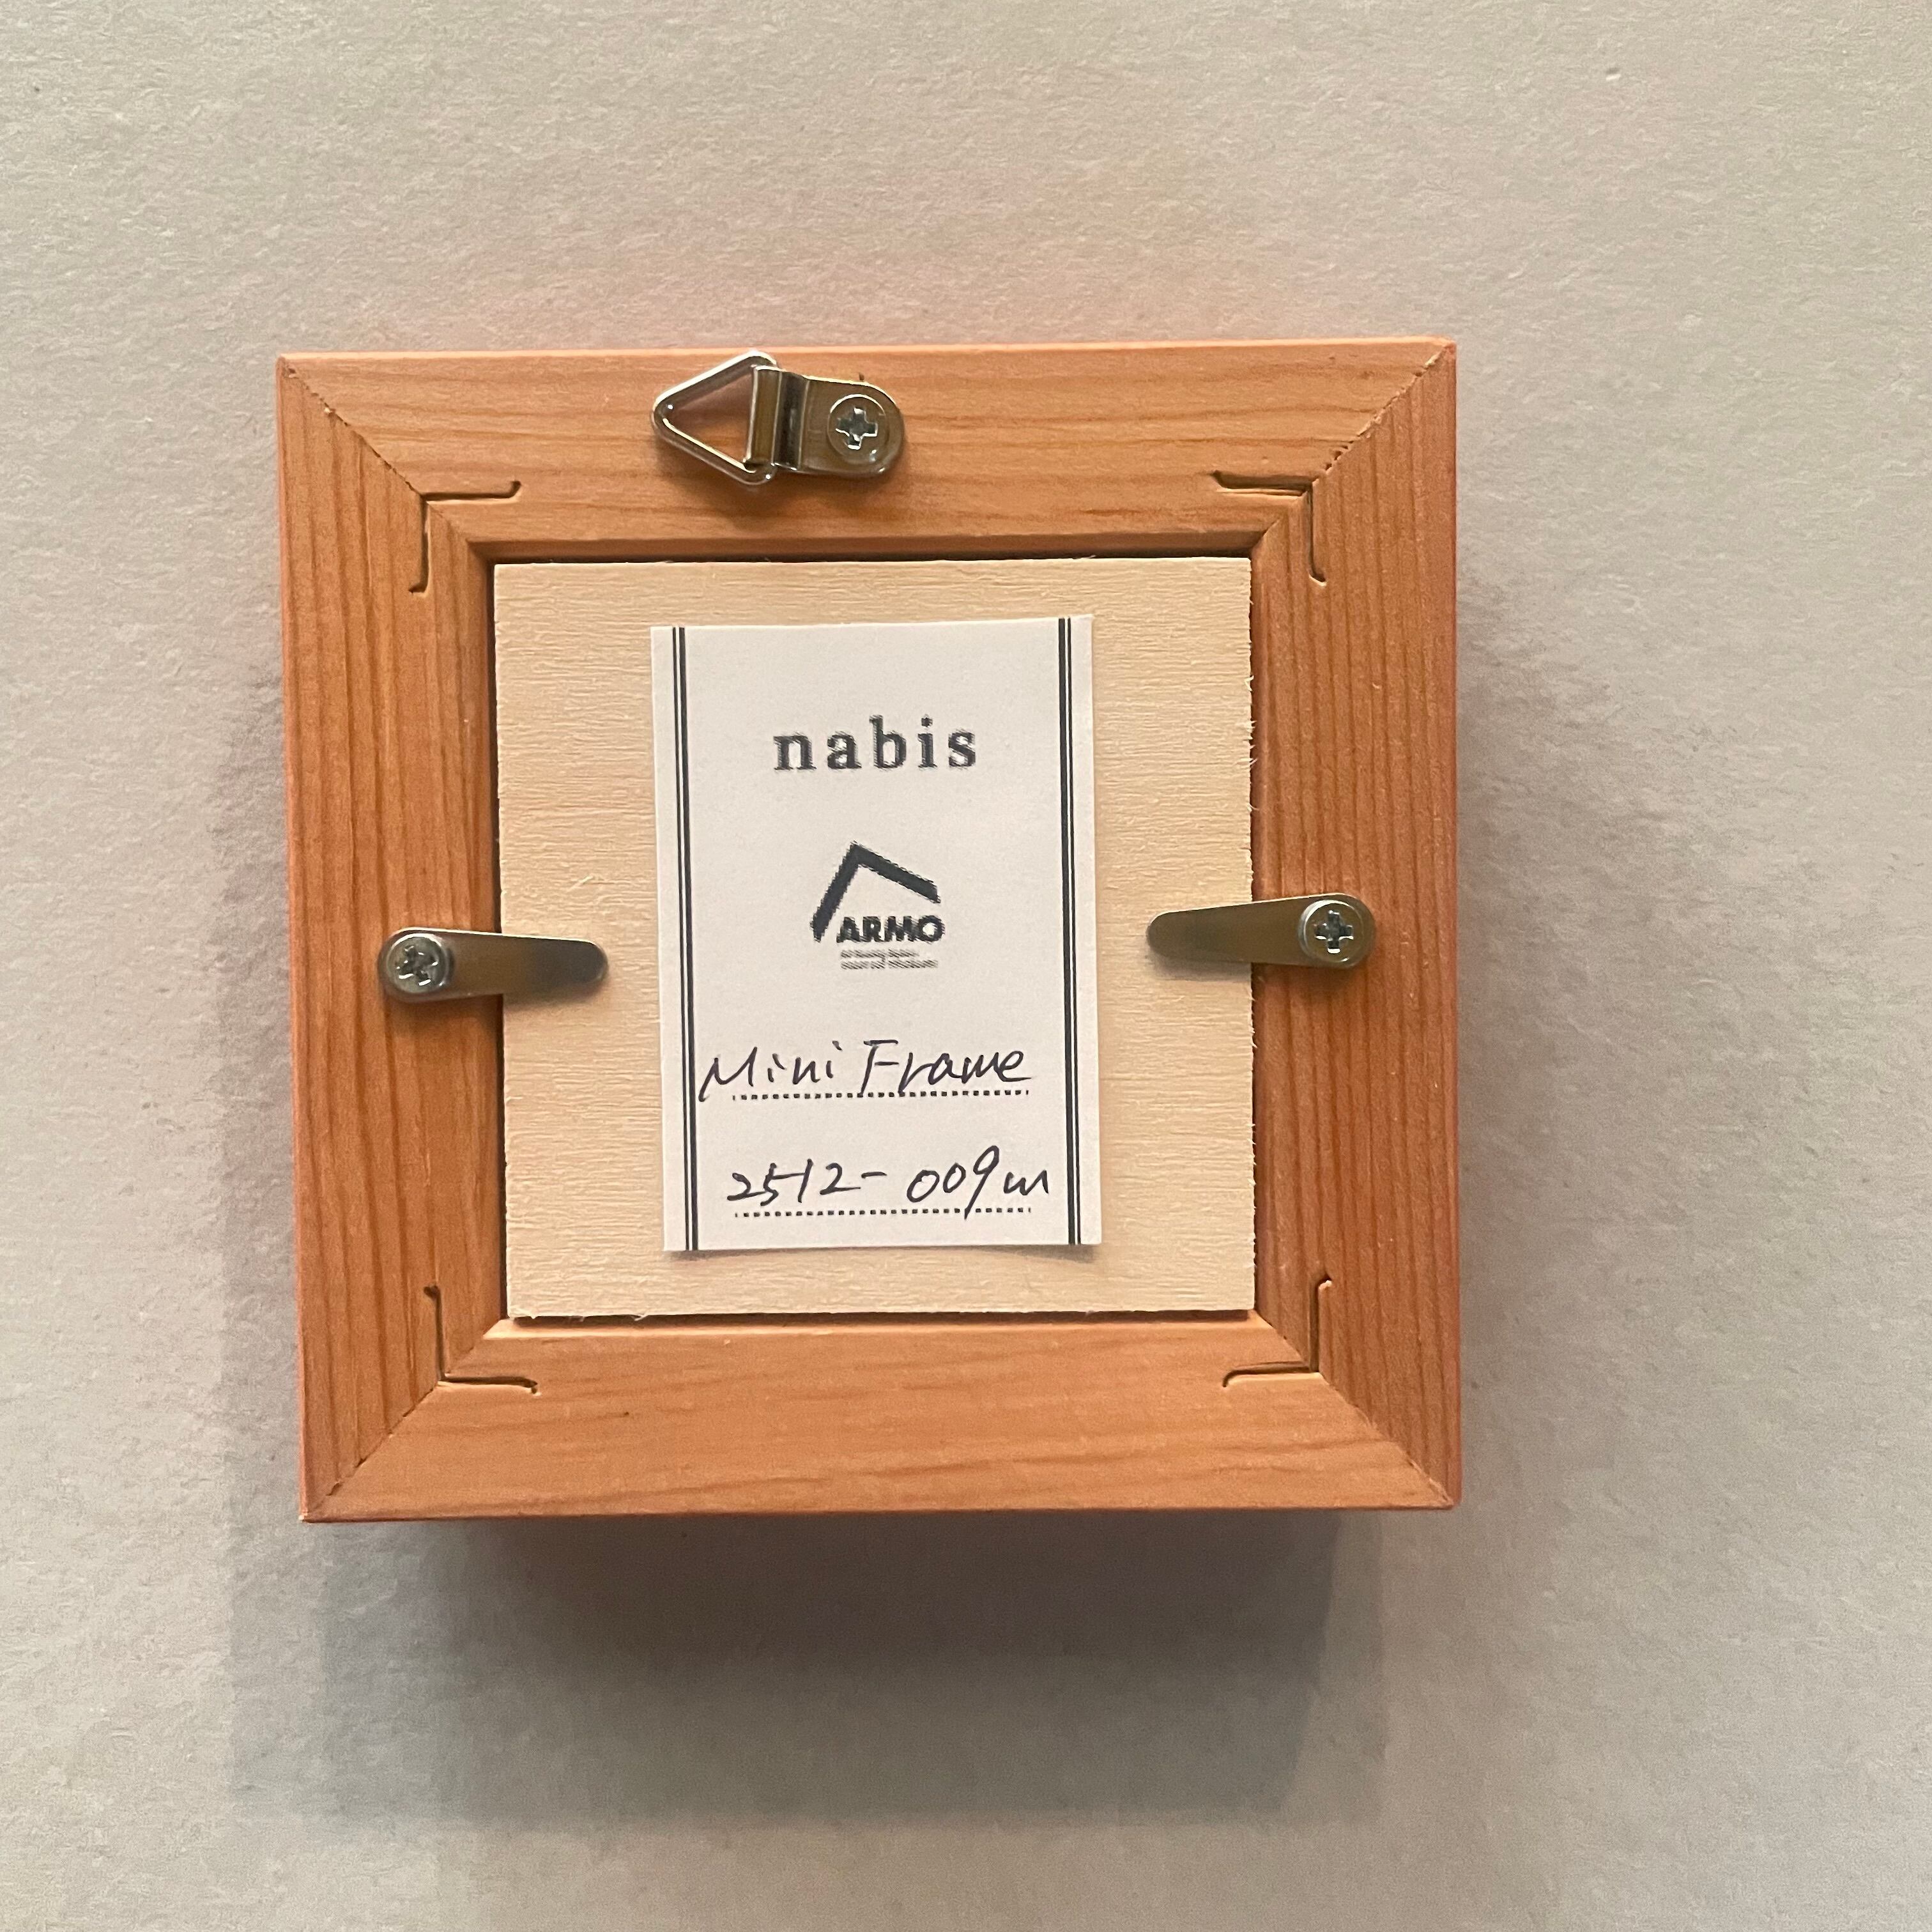 nabis
ARMO
Mini Frame
2512-009m